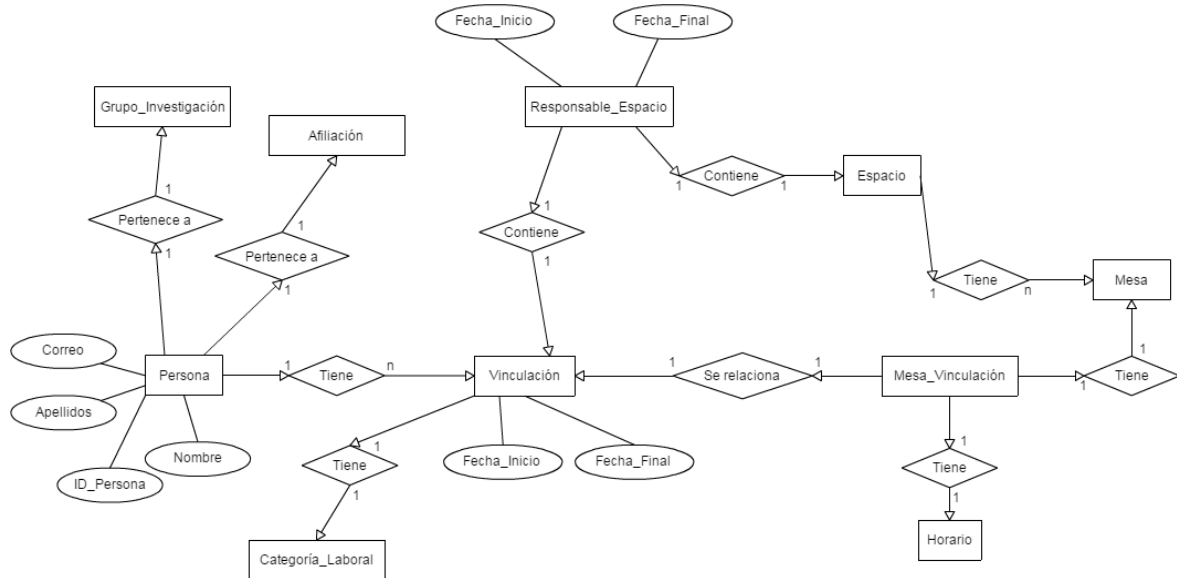 Fecha_Inicio
Fecha_Final
Grupo_Investigación
Responsable_Espacio
Afiliación
1
Contiene
1
Espacio
1
Pertenece a
1
1
Pertenece a
1
1
Contiene
1
1
Tiene
n
Mesa
Correo
Persona
1
Tiene
n
Vinculación
1
Se relaciona
1
Mesa_Vinculación
1
Tiene
1
Apellidos
ID_Persona
Nombre
1
Tiene
1
Fecha_Inicio
Fecha_Final
1
Tiene
1
Categoría_Laboral
Horario